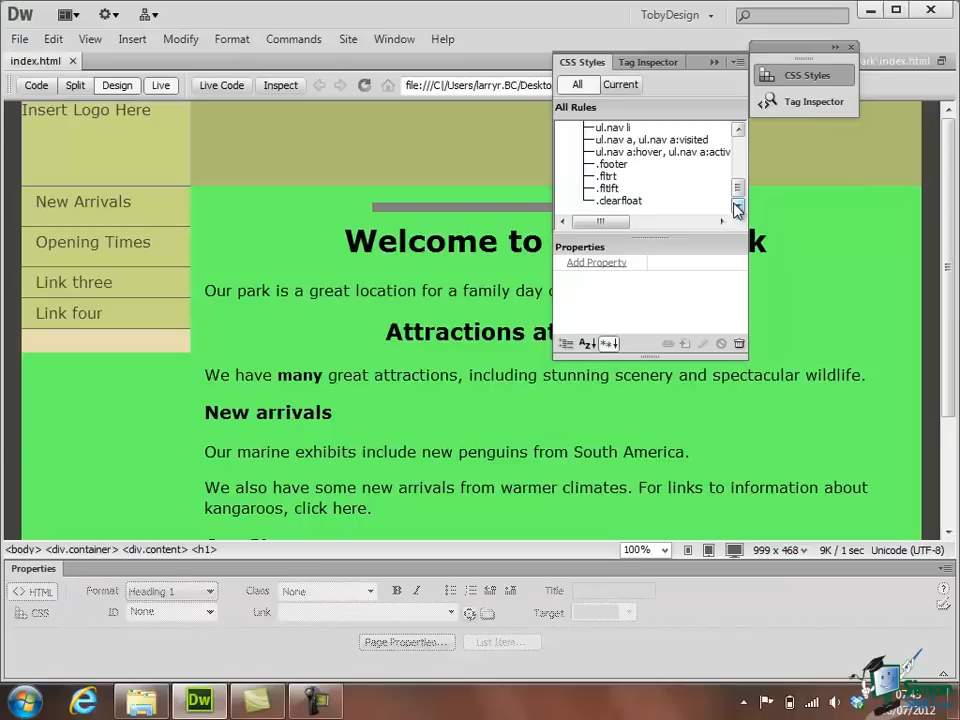 Dw
TobyDesign
File Edit View Insert Modify Format Commands Site Window Help
index.html
Code Split Design Live Live Code Inspect file:///C|/Users/larryr.BC/Deskto
Insert Logo Here
New Arrivals
Opening Times
Link three
Link four
Welcome to
k
Our park is a great location for a family day
Attractions at
We have many great attractions, including stunning scenery and spectacular wildlife.
New arrivals
Our marine exhibits include new penguins from South America.
We also have some new arrivals from warmer climates. For links to information about
kangaroos, click here.
CSS Styles Tag Inspector
All Current
All Rules
ul.nav li
ul.nav a, ul.nav a:visited
ul.nav a:hover, ul.nav a:activ
.footer
.fltrt
.fltlft
.clearfloat
Properties
Add Property
CSS Styles
Tag Inspector
ark\index.html
<body> <div.container> <div.content> <h1>
100% 999 x 468 9K / 1 sec Unicode (UTF-8)
Properties
<> HTML Format Heading 1 Class None B I Title
CSS ID None Link Target
Page Properties... List Item...
Dw
07:45
/07/2012